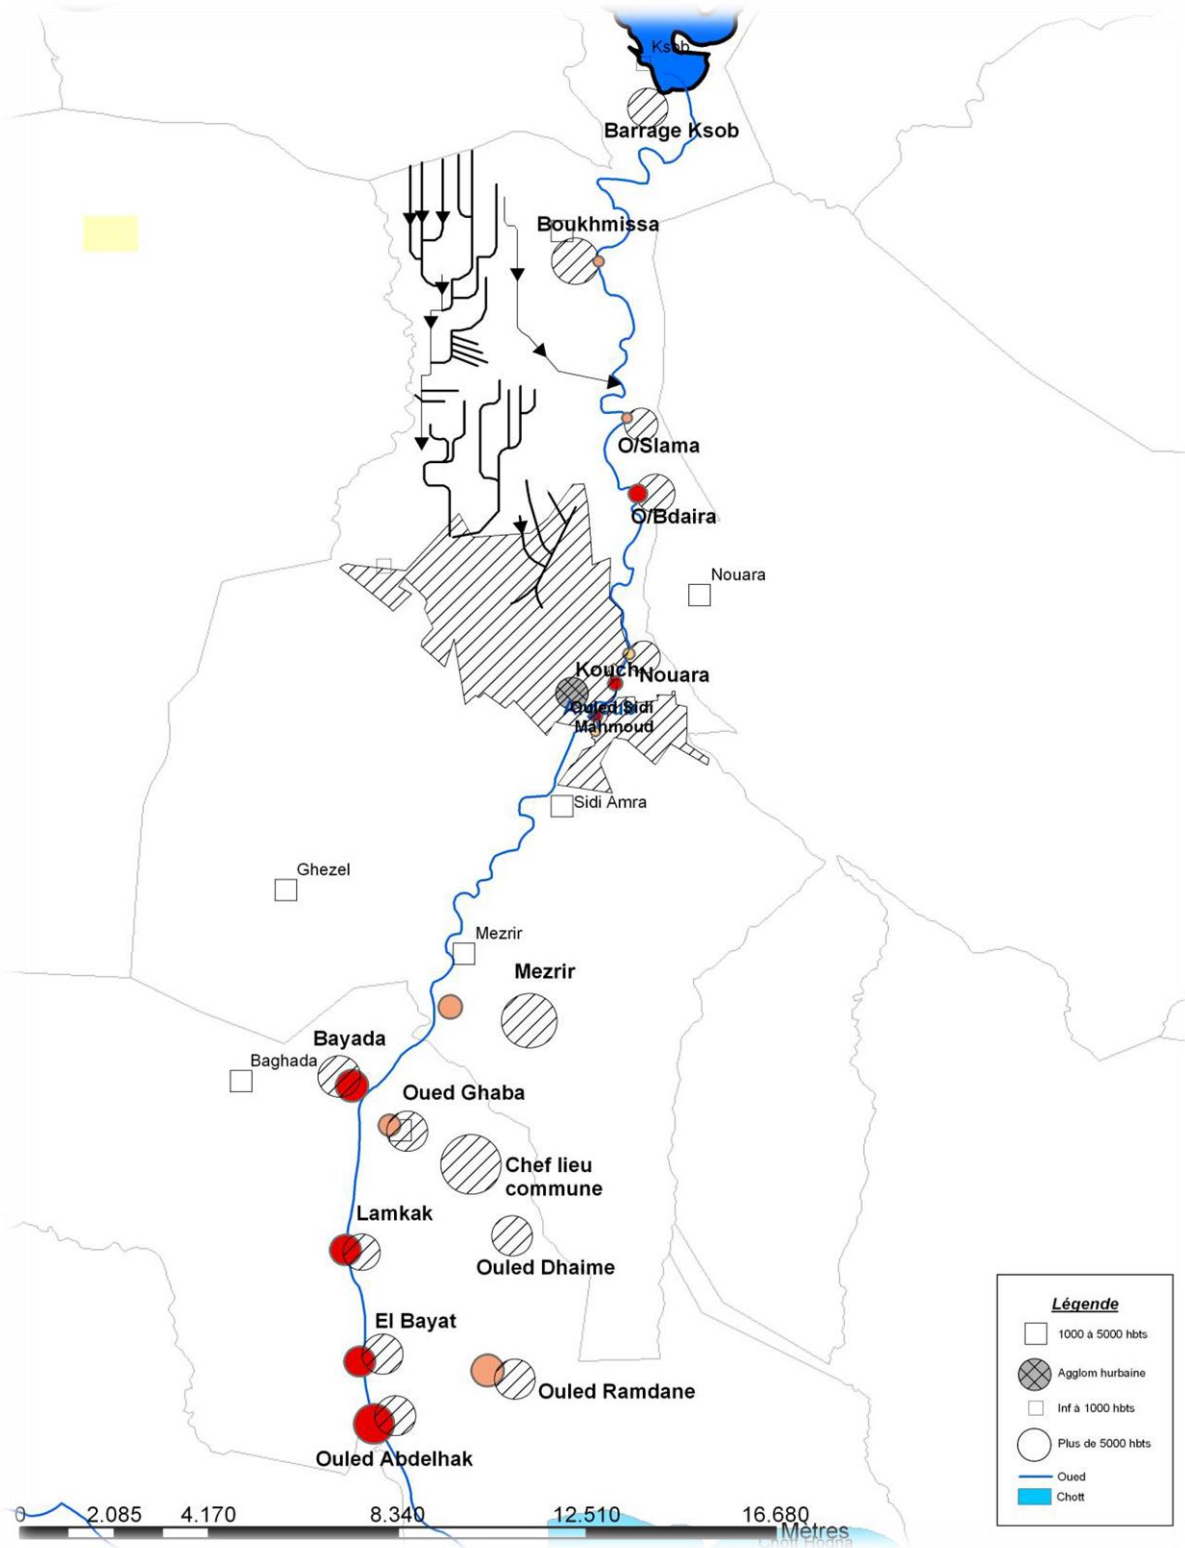 Ksob
Barrage Ksob
Boukhmissa
O/Slama
O/Bdaira
Nouara
Kouch
Nouara
Ouled Sidi
Mahmoud
Sidi Amra
Ghezel
Mezrir
Mezrir
Bayada
Baghada
Oued Ghaba
Chef lieu
commune
Lamkak
Ouled Dhaime
El Bayat
Ouled Ramdane
Ouled Abdelhak
Légende
1000 à 5000 hbts
Agglom hurbaine
Inf à 1000 hbts
Plus de 5000 hbts
Oued
Chott
0 2.085 4.170 8.340 12.510 16.680
Mètres
Chott Hodna